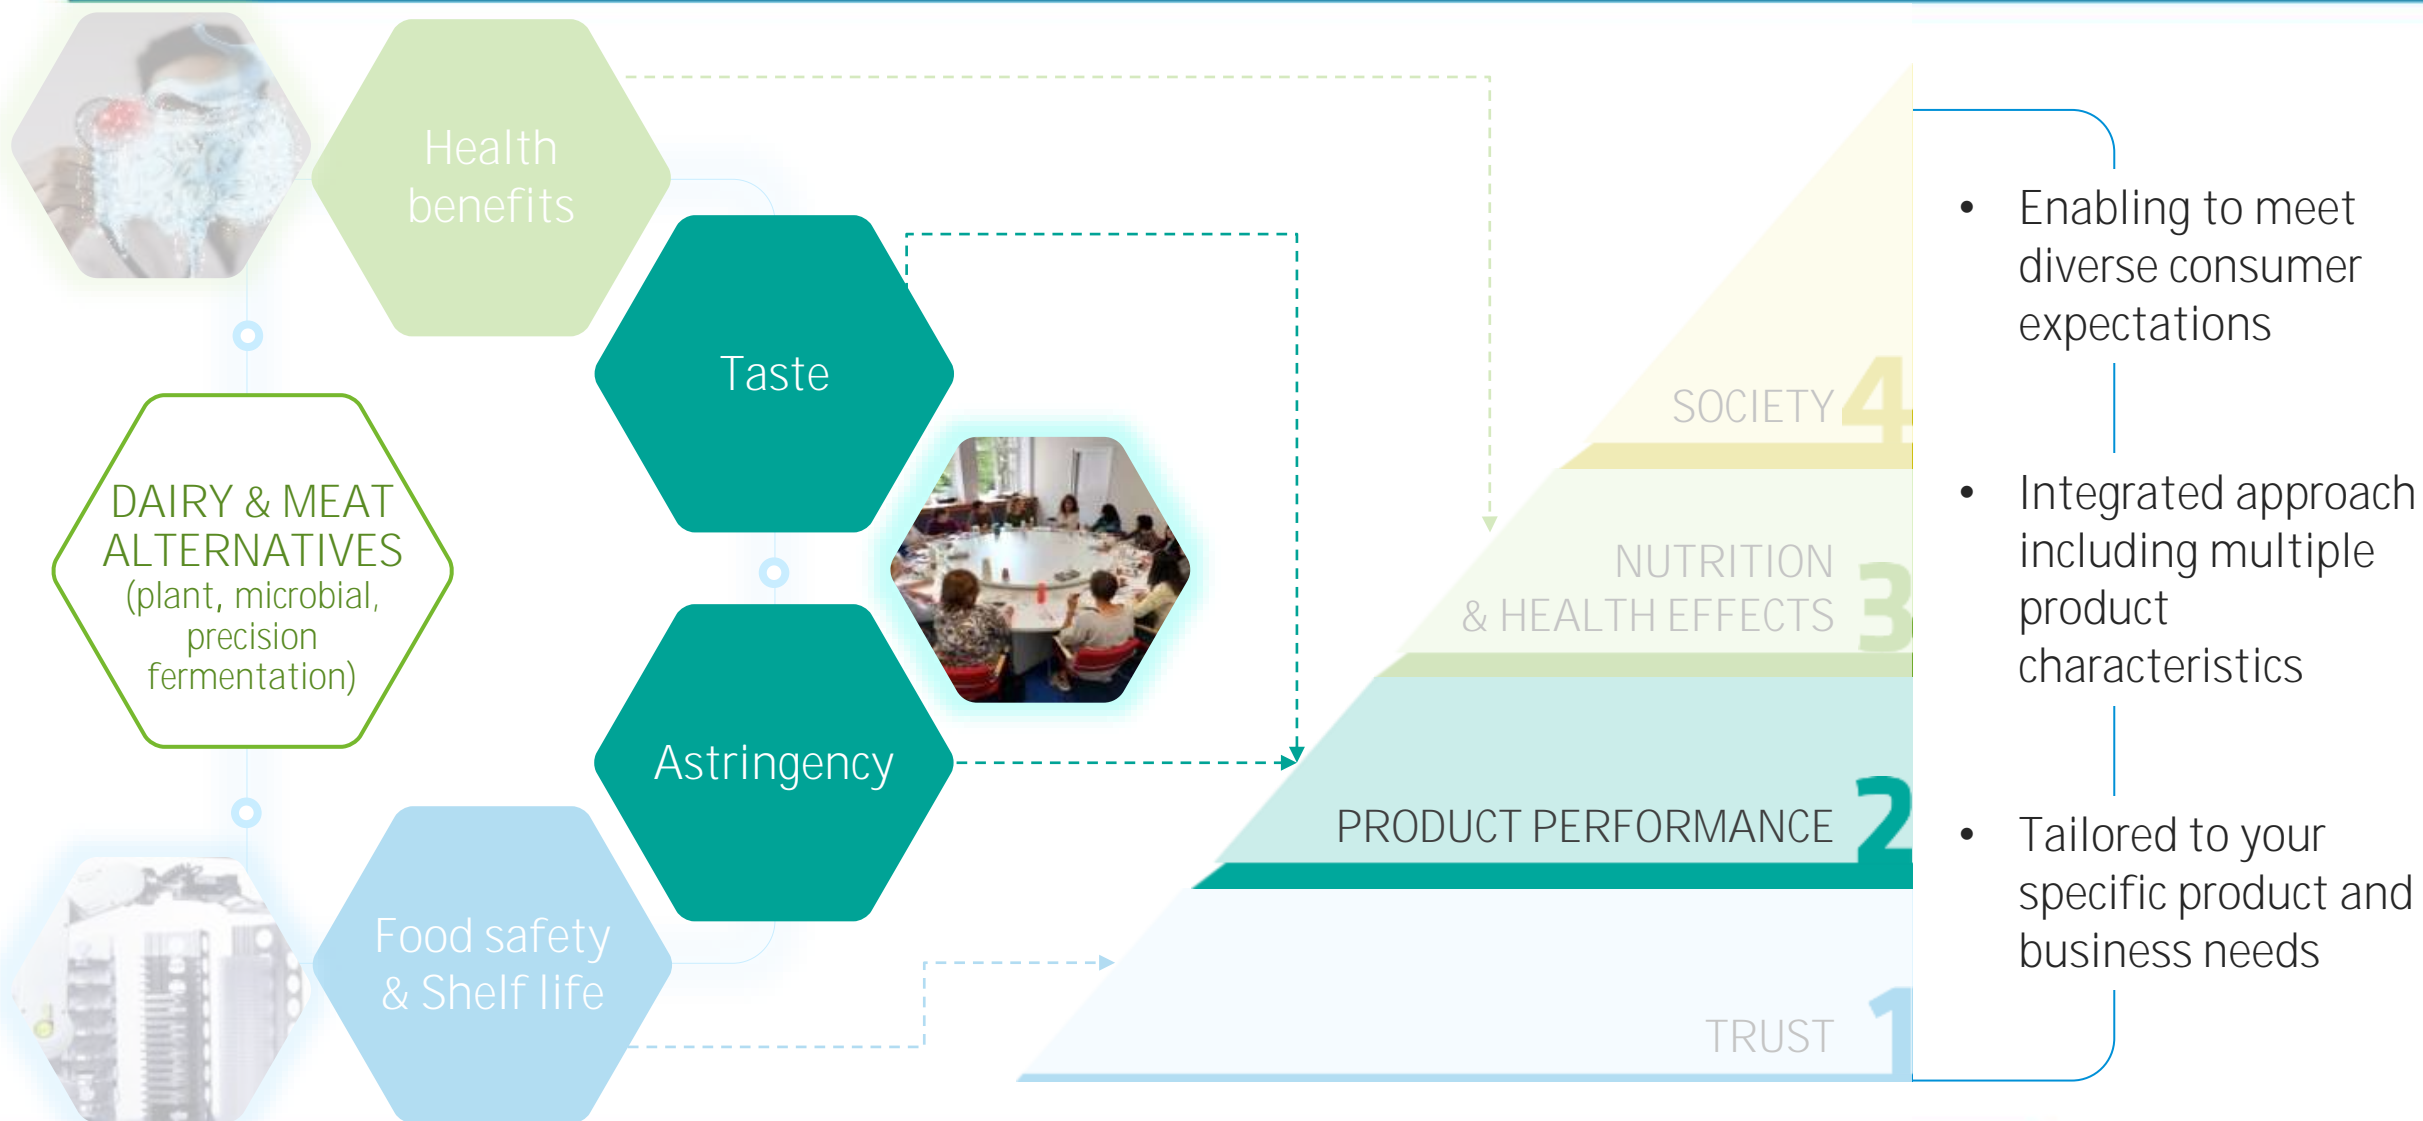 Health
benefits
Taste
DAIRY & MEAT
ALTERNATIVES
(plant, microbial,
precision
fermentation)
Astringency
Food safety
& Shelf life
SOCIETY 4
NUTRITION
& HEALTH EFFECTS 3
PRODUCT PERFORMANCE 2
TRUST 1
• Enabling to meet
diverse consumer
expectations
• Integrated approach
including multiple
product
characteristics
• Tailored to your
specific product and
business needs